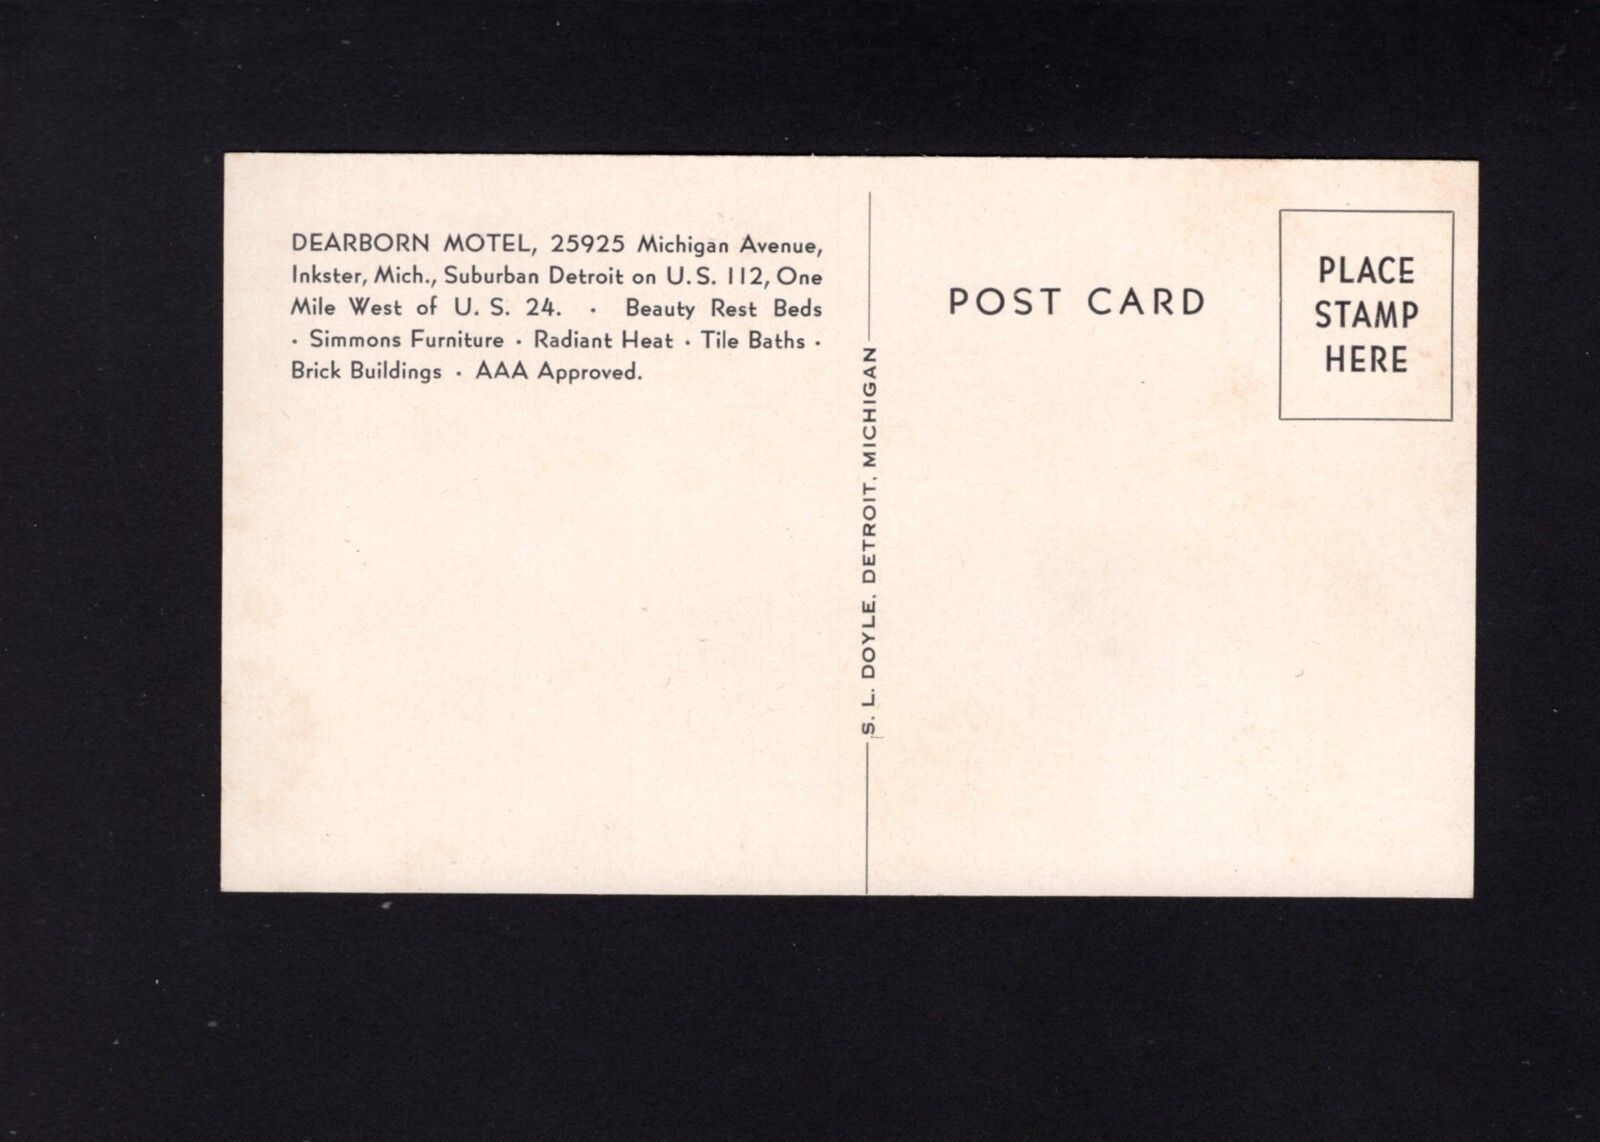 DEARBORN MOTEL, 25925 Michigan Avenue,
Inkster, Mich., Suburban Detroit on U.S. 112, One
Mile West of U. S. 24. · Beauty Rest Beds
· Simmons Furniture · Radiant Heat · Tile Baths ·
Brick Buildings · AAA Approved.
S. L. DOYLE, DETROIT, MICHIGAN
POST CARD
PLACE
STAMP
HERE